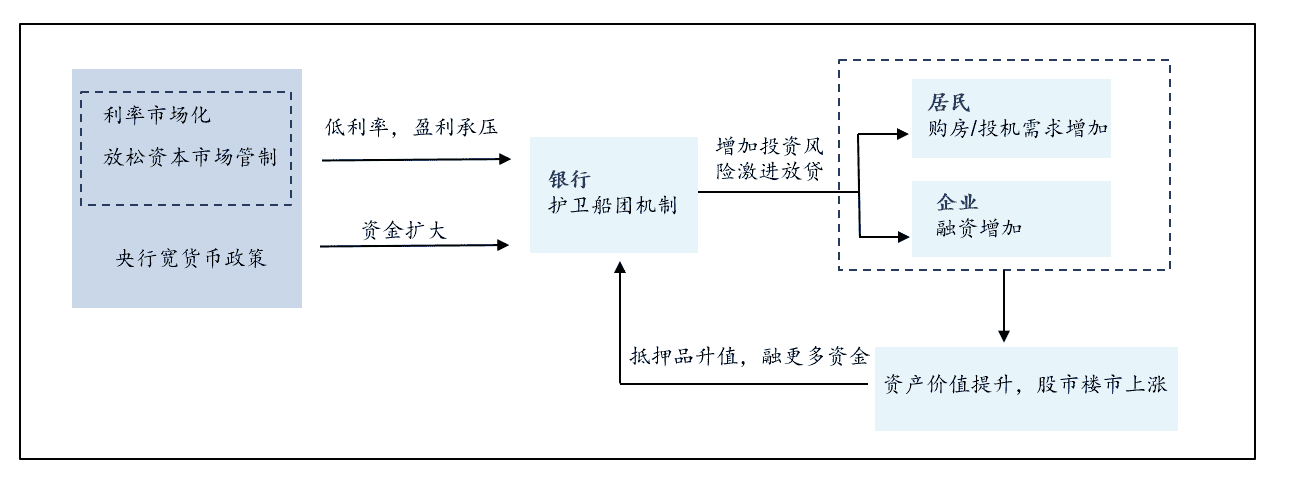 利率市场化
放松资本市场管制
央行宽货币政策
低利率，盈利承压
资金扩大
银行
护卫船团机制
增加投资风
险激进放贷
居民
购房/投机需求增加
企业
融资增加
抵押品升值，融更多资金
资产价值提升，股市楼市上涨